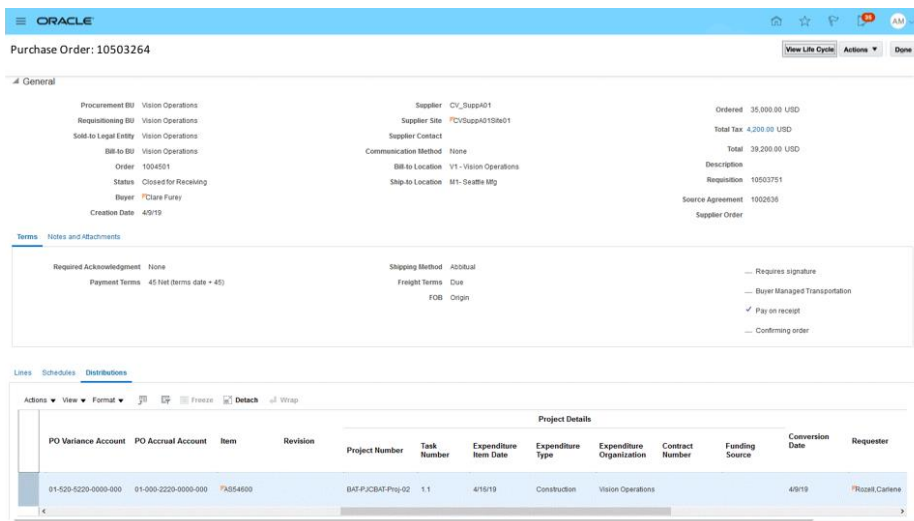 ORACLE
AM
Purchase Order: 10503264
View Life Cycle Actions Done
General
Procurement BU Vision Operations
Requisitioning BU Vision Operations
Sold-to Legal Entity Vision Operations
Bill-to BU Vision Operations
Order 1004501
Status Closed for Receiving
Buyer Clare Furey
Creation Date 4/9/19
Supplier CV_SuppA01
Supplier Site CVSuppA01Site01
Supplier Contact
Communication Method None
Bill-to Location V1 - Vision Operations
Ship-to Location M1- Seattle Mfg
Ordered 35,000.00 USD
Total Tax 4,200.00 USD
Total 39,200.00 USD
Description
Requisition 10503751
Source Agreement 1002636
Supplier Order
Terms Notes and Attachments
Required Acknowledgment None
Payment Terms 45 Net (terms date + 45)
Shipping Method Abbitual
Freight Terms Due
FOB Origin
Requires signature
Buyer Managed Transportation
Pay on receipt
Confirming order
Lines Schedules Distributions
Actions View Format Freeze Detach Wrap
Project Details
PO Variance Account PO Accrual Account Item Revision Project Number Task Number Expenditure Item Date Expenditure Type Expenditure Organization Contract Number Funding Source Conversion Date Requester
01-520-5220-0000-000 01-000-2220-0000-000 AS54600 BAT-PJCBAT-Proj-02 1.1 4/16/19 Construction Vision Operations 4/9/19 Rozell,Carlene